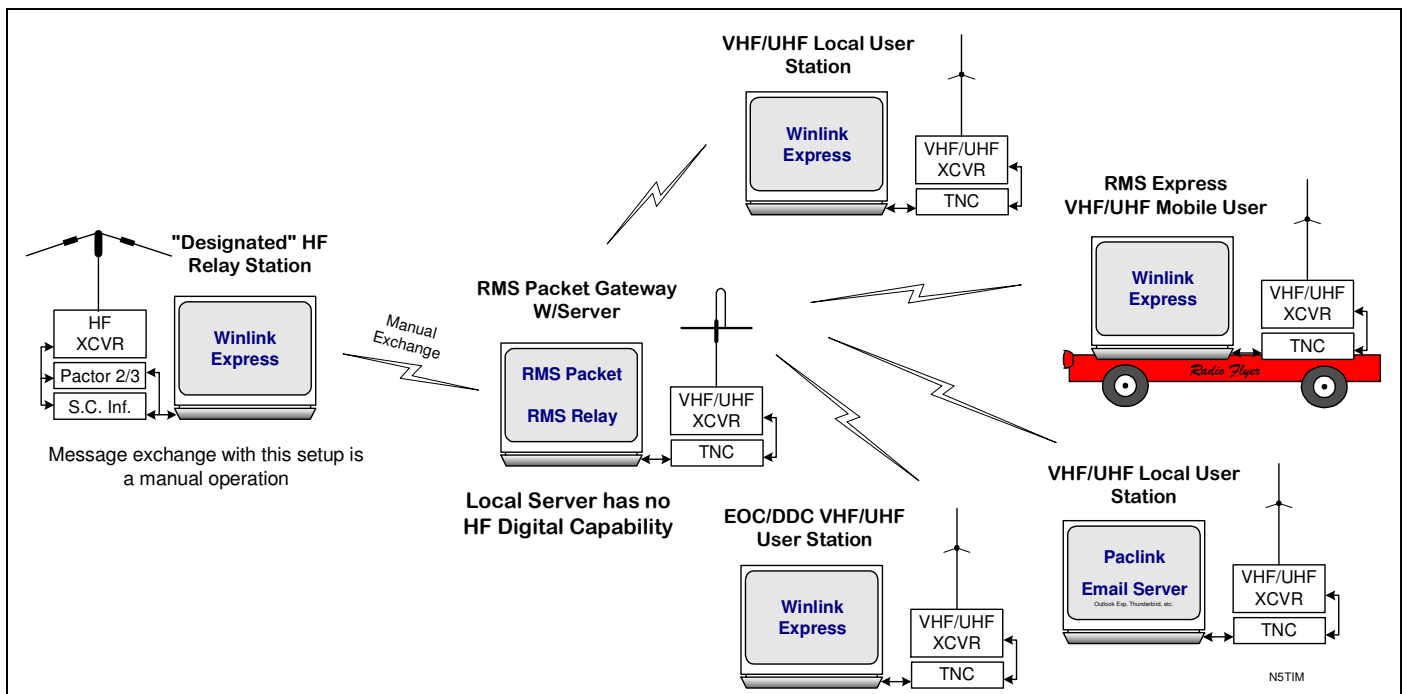 VHF/UHF Local User
Station
Winlink
Express
VHF/UHF
XCVR
TNC
RMS Express
VHF/UHF Mobile User
Winlink
Express
VHF/UHF
XCVR
TNC
Radio Flyer
"Designated" HF
Relay Station
HF
XCVR
Pactor 2/3
S.C. Inf.
Winlink
Express
Message exchange with this setup is
a manual operation
Manual
Exchange
RMS Packet Gateway
W/Server
RMS Packet
RMS Relay
VHF/UHF
XCVR
TNC
Local Server has no
HF Digital Capability
EOC/DDC VHF/UHF
User Station
Winlink
Express
VHF/UHF
XCVR
TNC
VHF/UHF Local User
Station
Paclink
Email Server
Outlook Exp, Thunderbird, etc.
VHF/UHF
XCVR
TNC
N5TIM